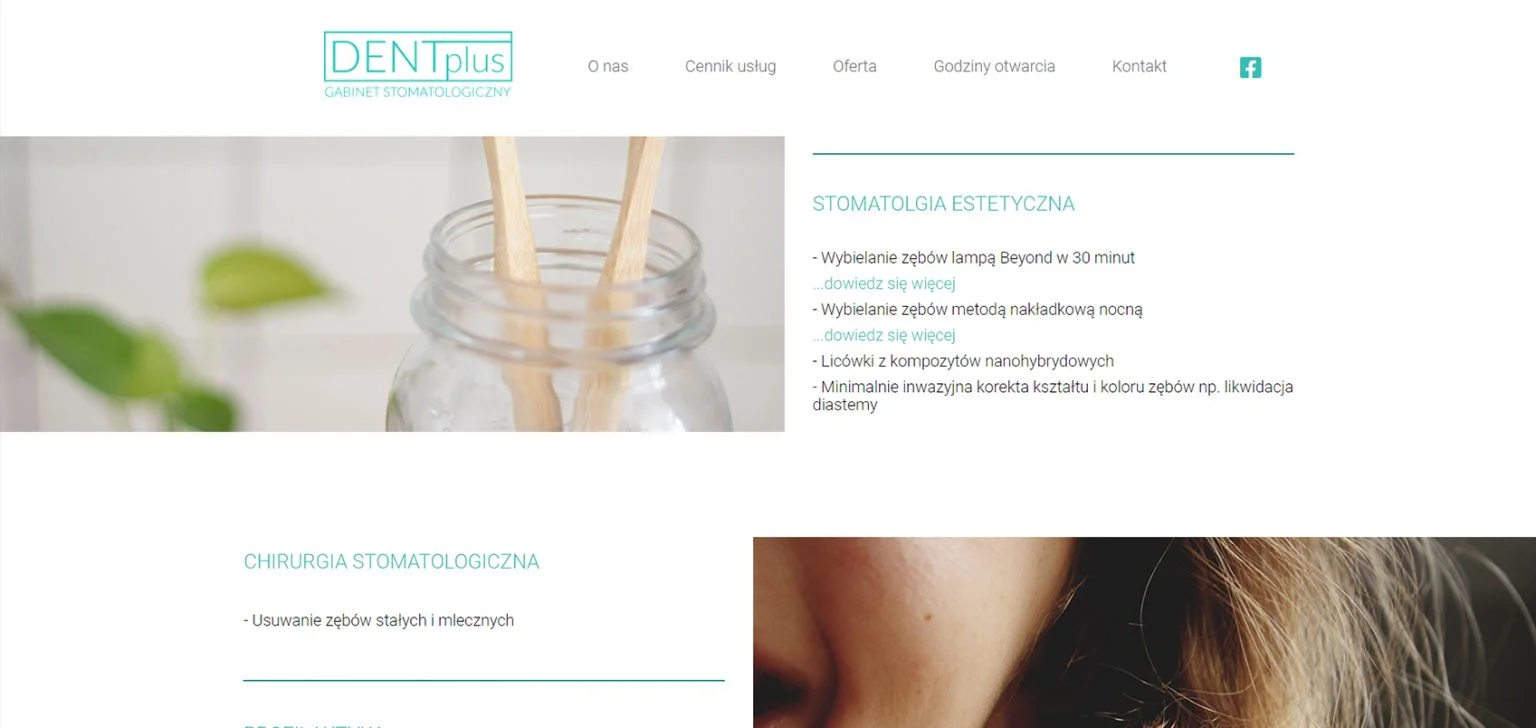 DENTplus
GABINET STOMATOLOGICZNY
O nas
Cennik usług
Oferta
Godziny otwarcia
Kontakt
STOMATOLGIA ESTETYCZNA
- Wybielanie zębów lampą Beyond w 30 minut
...dowiedz się więcej
- Wybielanie zębów metodą nakładkową nocną
...dowiedz się więcej
- Licówki z kompozytów nanohybrydowych
- Minimalnie inwazyjna korekta kształtu i koloru zębów np. likwidacja
diastemy
CHIRURGIA STOMATOLOGICZNA
- Usuwanie zębów stałych i mlecznych